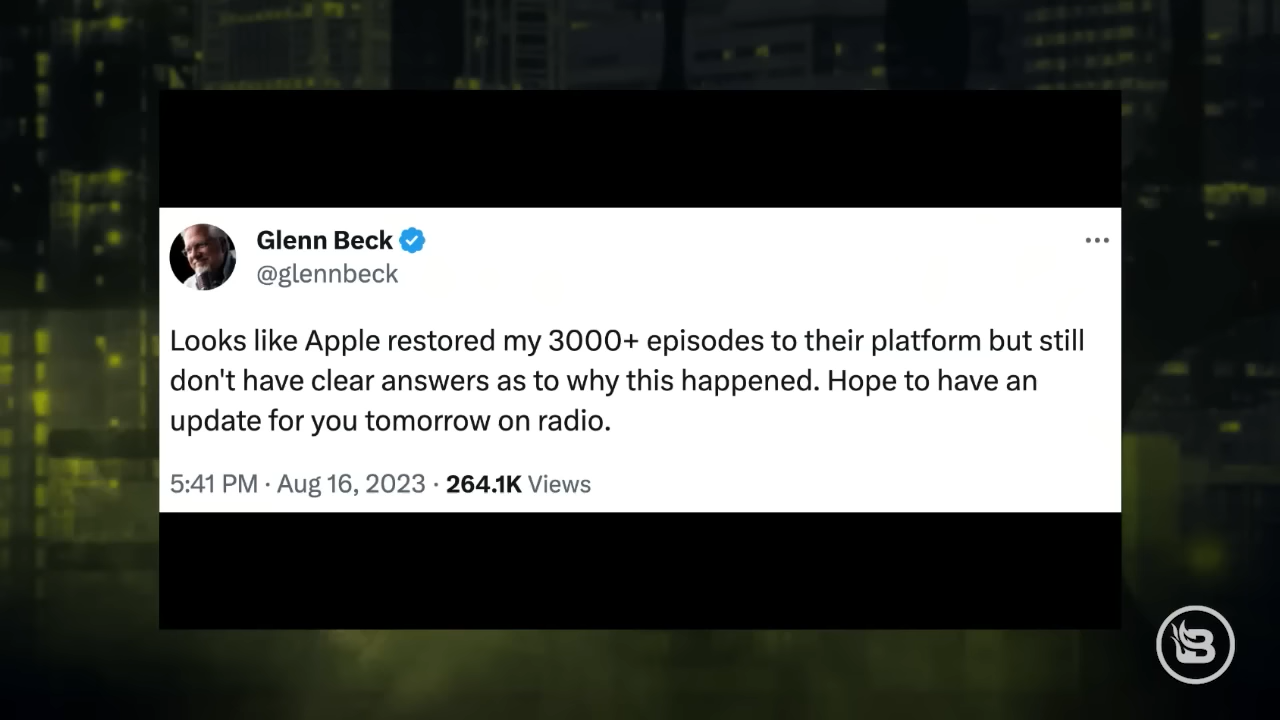 Glenn Beck
@glennbeck
Looks like Apple restored my 3000+ episodes to their platform but still
don't have clear answers as to why this happened. Hope to have an
update for you tomorrow on radio.
5:41 PM · Aug 16, 2023 · 264.1K Views
B